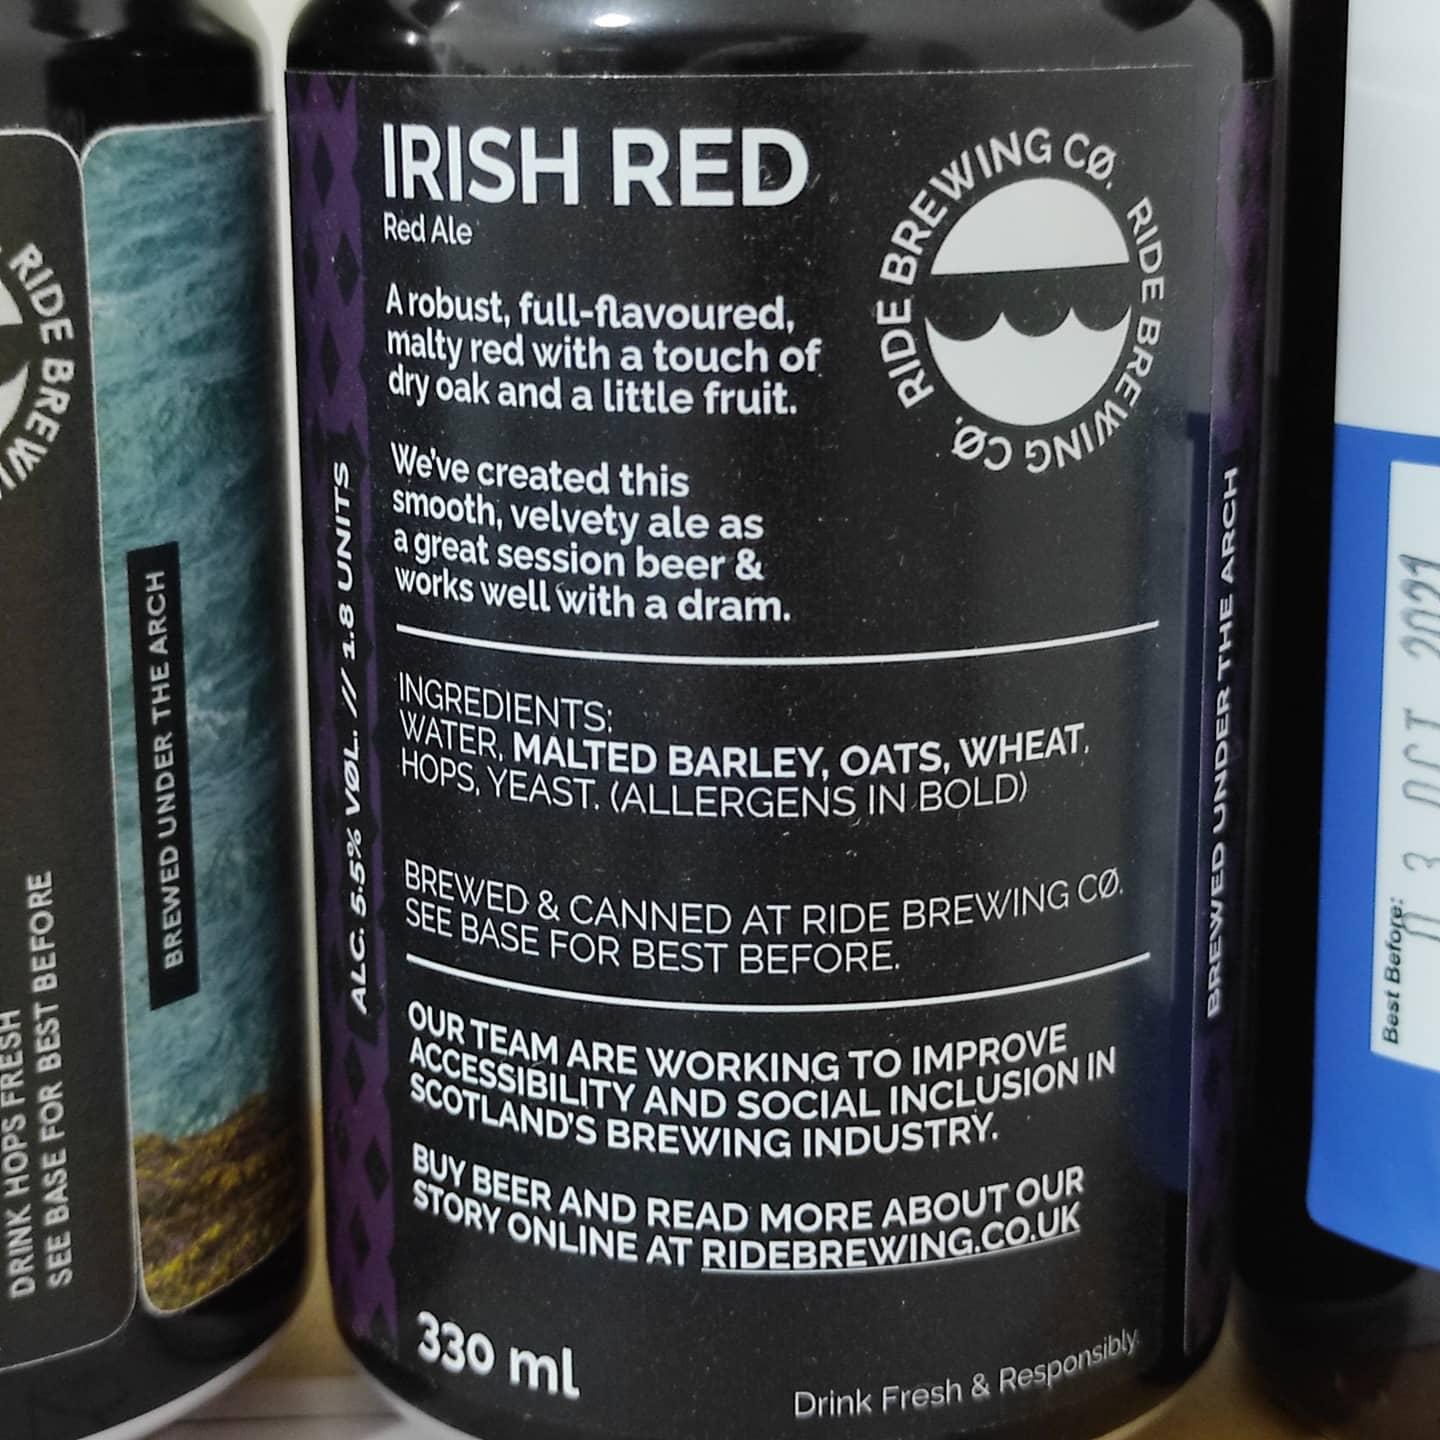 RIDE BREWI
DRINK HOPS FRESH
SEE BASE FOR BEST BEFORE
BREWED UNDER THE ARCH
ALC. 5.5% VØL. // 1.8 UNITS
IRISH RED
Red Ale
RIDE BREWING CØ. RIDE BREWING CØ.
A robust, full-flavoured,
malty red with a touch of
dry oak and a little fruit.
We've created this
smooth, velvety ale as
a great session beer &
works well with a dram.
INGREDIENTS:
WATER, MALTED BARLEY, OATS, WHEAT,
HOPS, YEAST. (ALLERGENS IN BOLD)
BREWED & CANNED AT RIDE BREWING CØ.
SEE BASE FOR BEST BEFORE.
OUR TEAM ARE WORKING TO IMPROVE
ACCESSIBILITY AND SOCIAL INCLUSION IN
SCOTLAND'S BREWING INDUSTRY.
BUY BEER AND READ MORE ABOUT OUR
STORY ONLINE AT RIDEBREWING.CO.UK
330 ml
Drink Fresh & Responsibly.
BREWED UNDER THE ARCH
Best Before:
03 OCT 2021